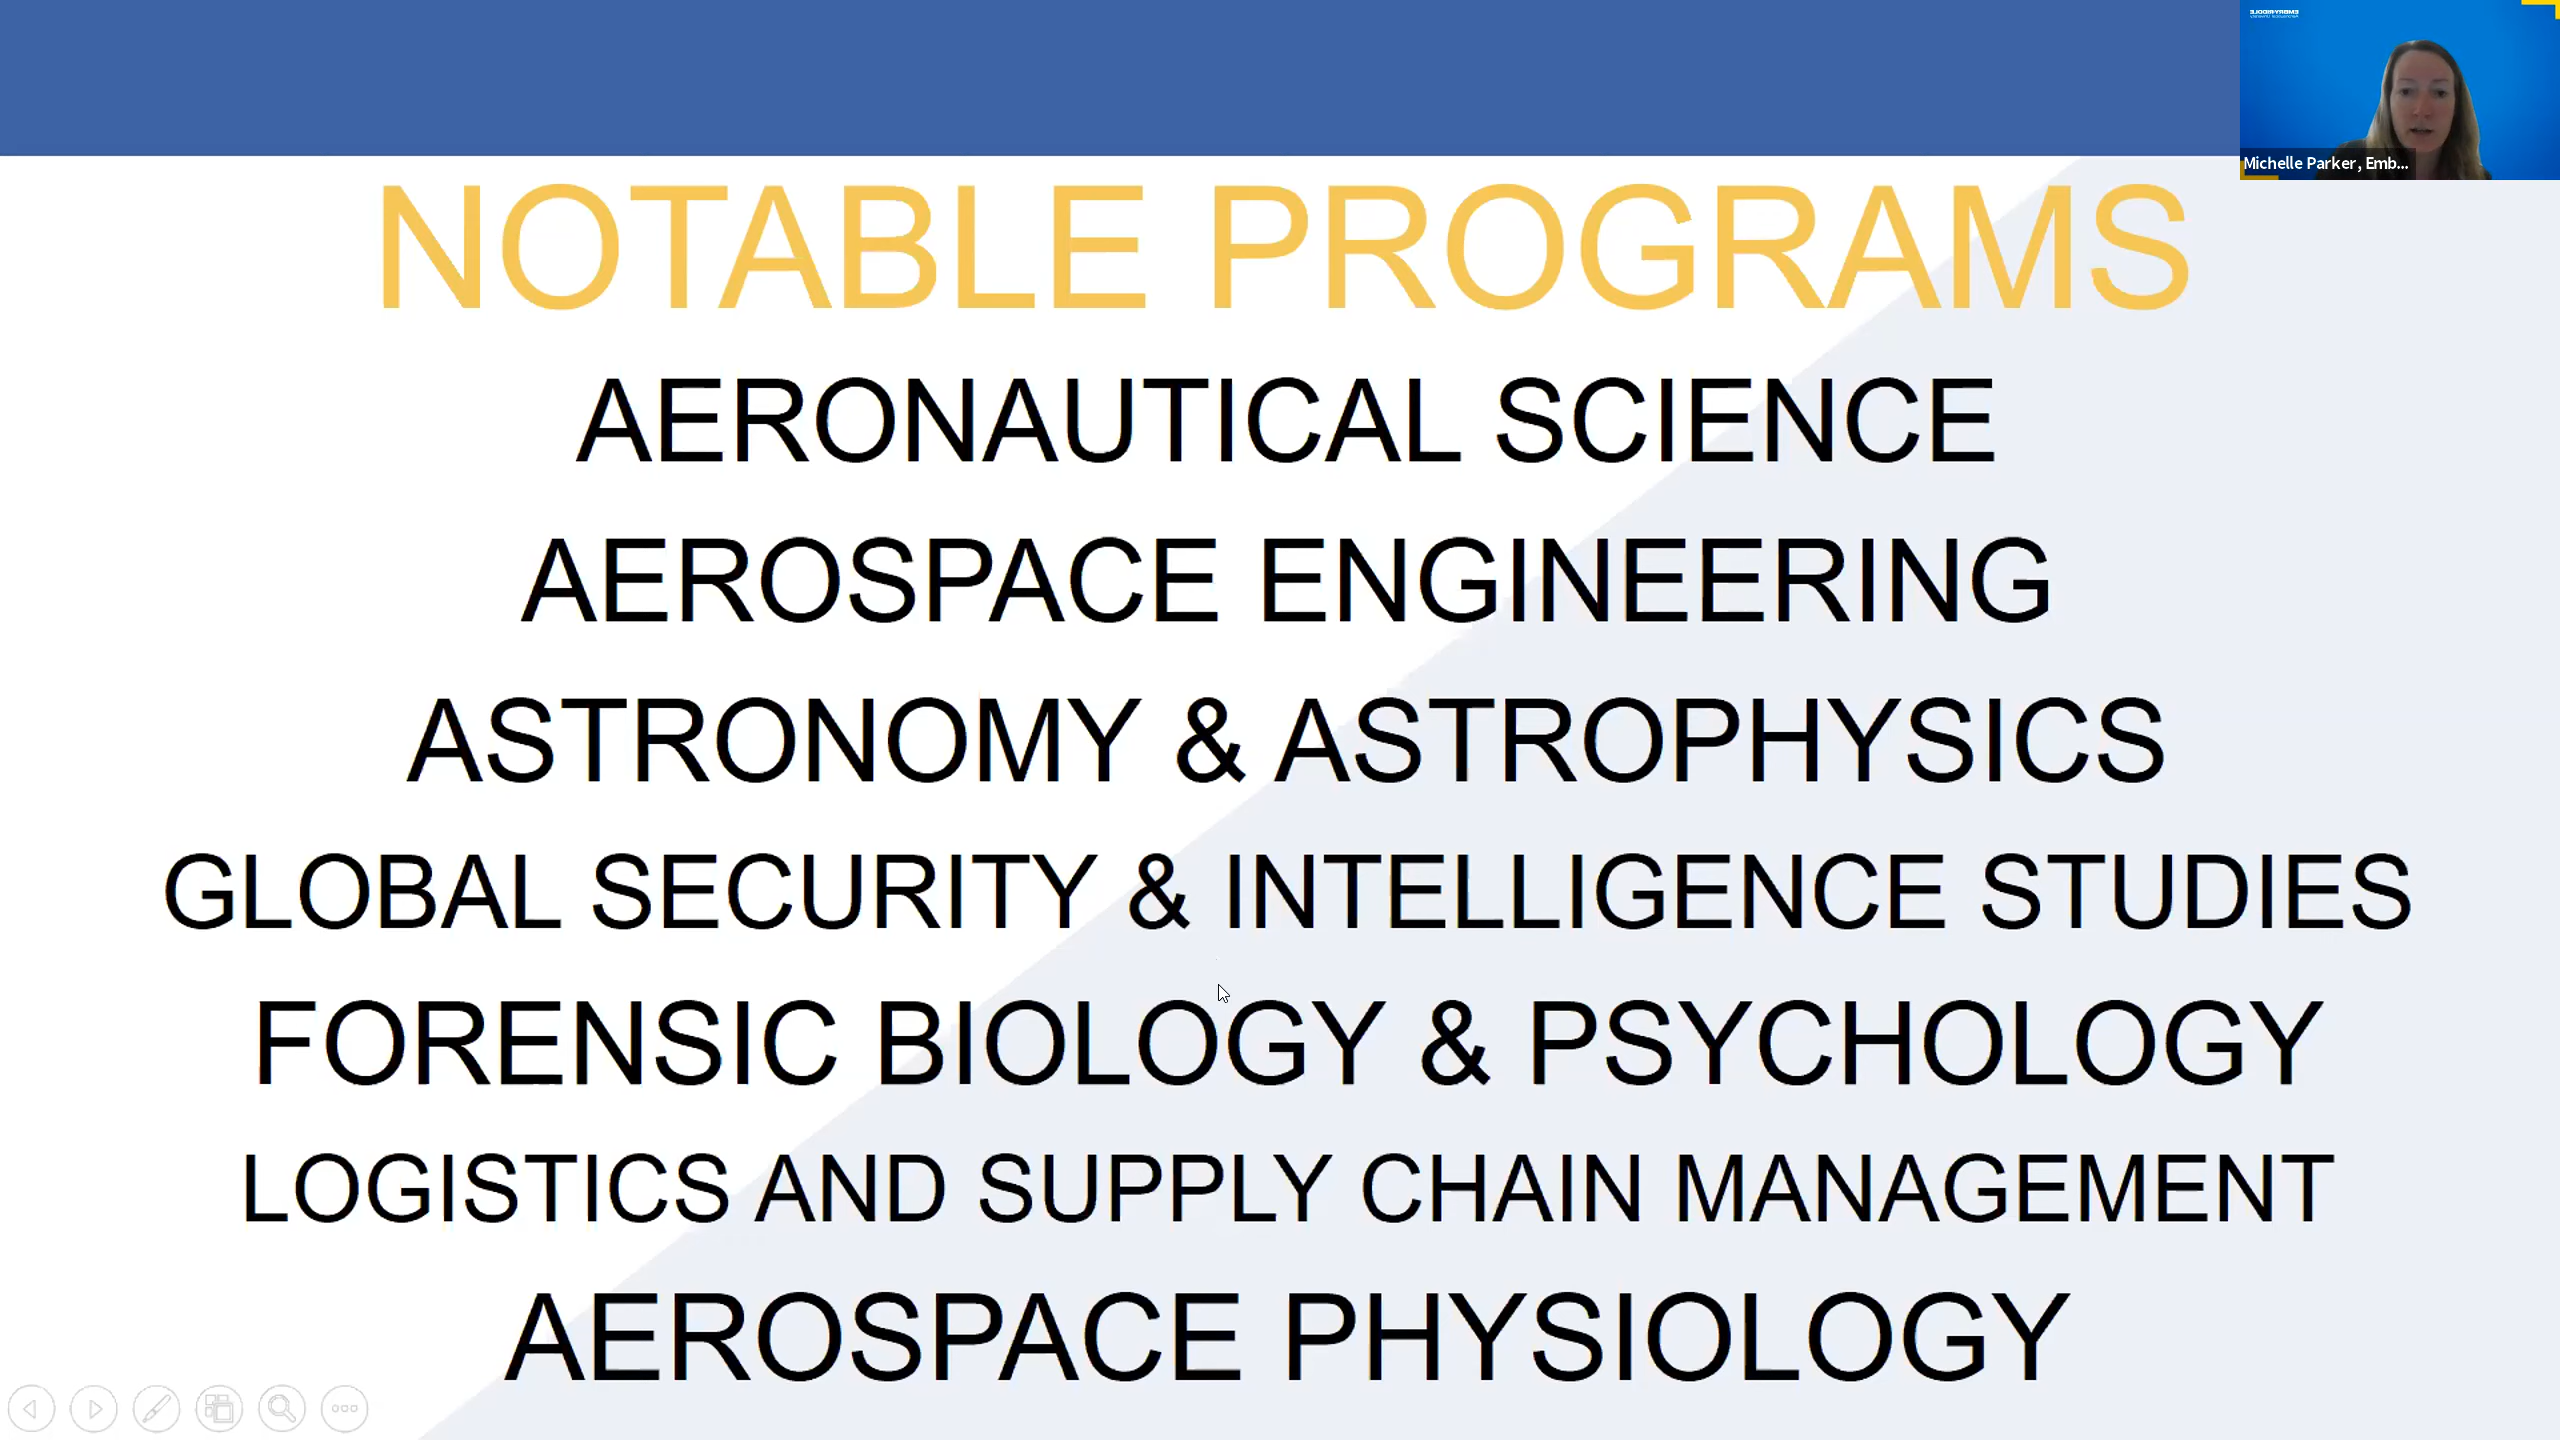 Michelle Parker, Emb...
NOTABLE PROGRAMS
AERONAUTICAL SCIENCE
AEROSPACE ENGINEERING
ASTRONOMY & ASTROPHYSICS
GLOBAL SECURITY & INTELLIGENCE STUDIES
FORENSIC BIOLOGY & PSYCHOLOGY
LOGISTICS AND SUPPLY CHAIN MANAGEMENT
AEROSPACE PHYSIOLOGY